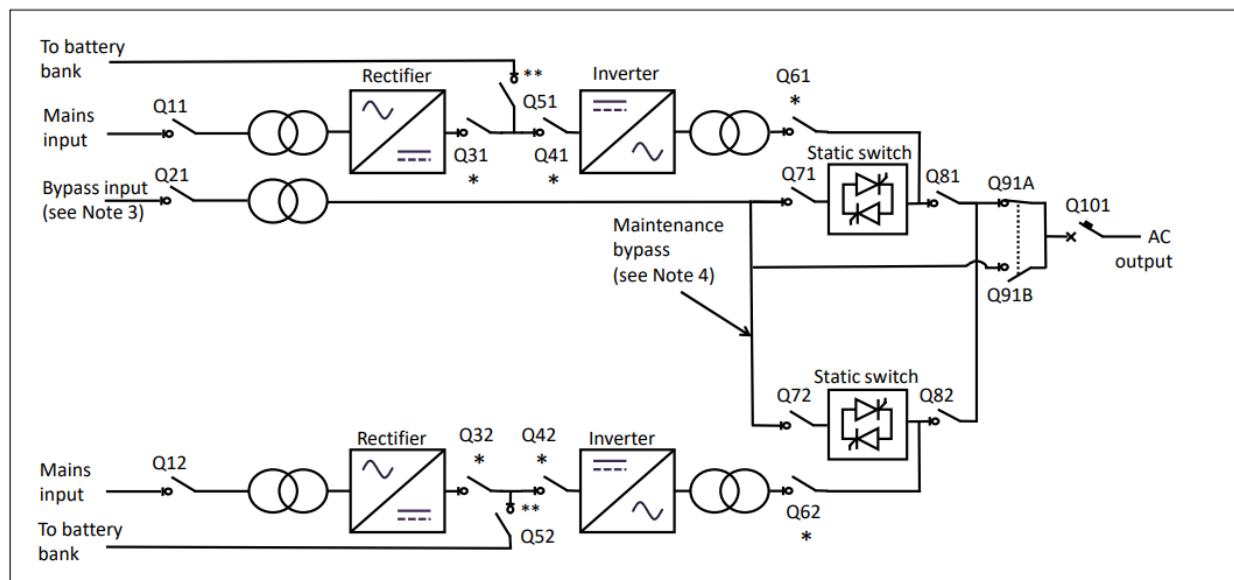 To battery
bank
Rectifier
**
Inverter
Q61
*
Q11
Q51
Mains
input
Q31
*
Q41
*
Static switch
Bypass input
(see Note 3)
Q21
Q71
Q81
Q91A
Q101
Maintenance
bypass
(see Note 4)
AC
output
Q91B
Static switch
Q72
Q82
Rectifier
Q32
*
Q42
*
Inverter
Mains
input
Q12
**
Q52
Q62
*
To battery
bank